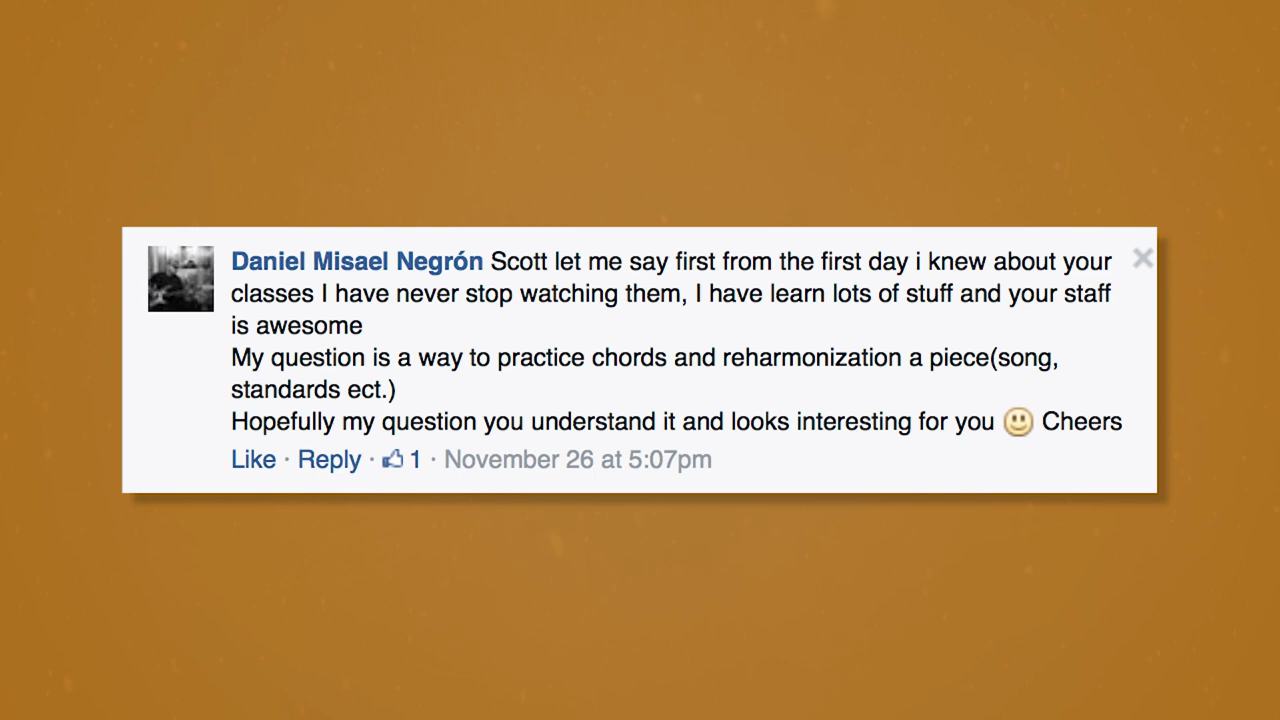 Daniel Misael Negrón Scott let me say first from the first day i knew about your
classes I have never stop watching them, I have learn lots of stuff and your staff
is awesome
My question is a way to practice chords and reharmonization a piece(song,
standards ect.)
Hopefully my question you understand it and looks interesting for you 🙂 Cheers
Like · Reply · 1 · November 26 at 5:07pm